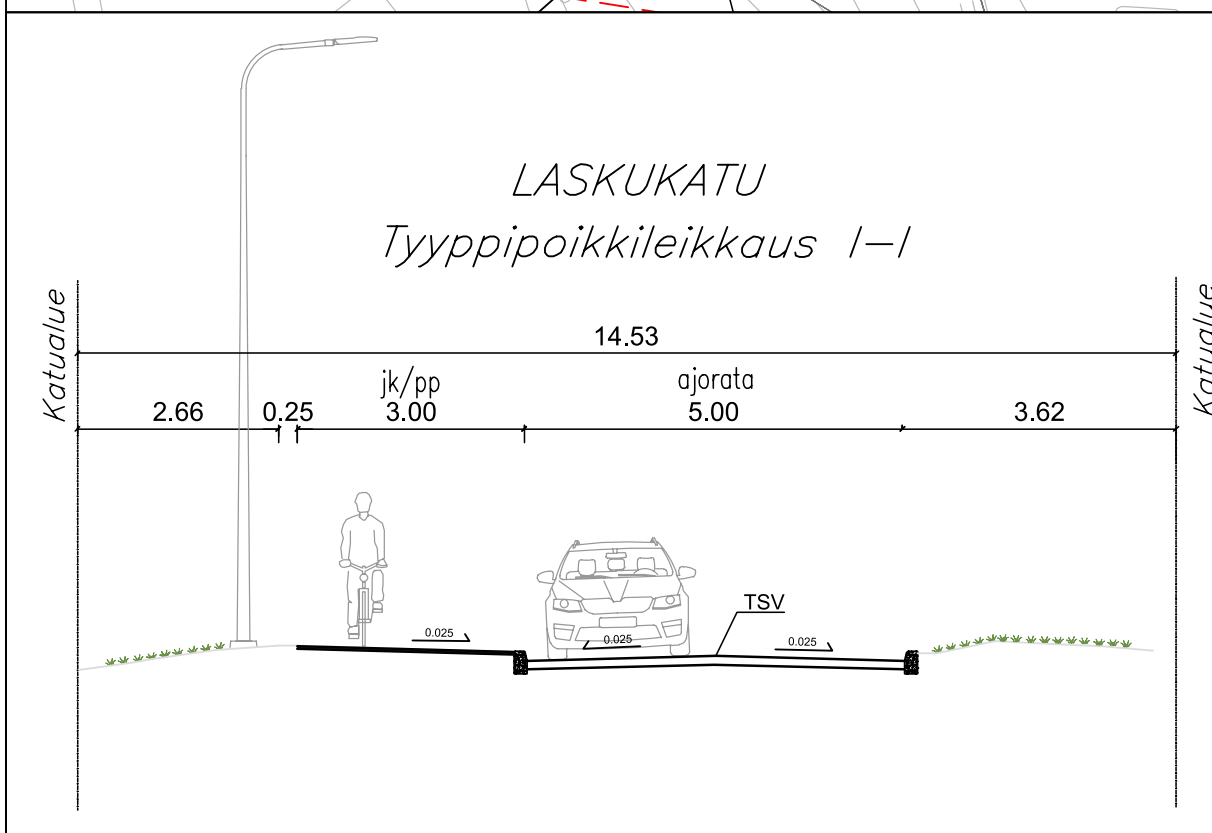 LASKUKATU
Tyyppipoikkileikkaus I-I
Katualue
Katualue
14.53
jk/pp
ajorata
2.66
0.25
3.00
5.00
3.62
TSV
0.025
0.025
0.025